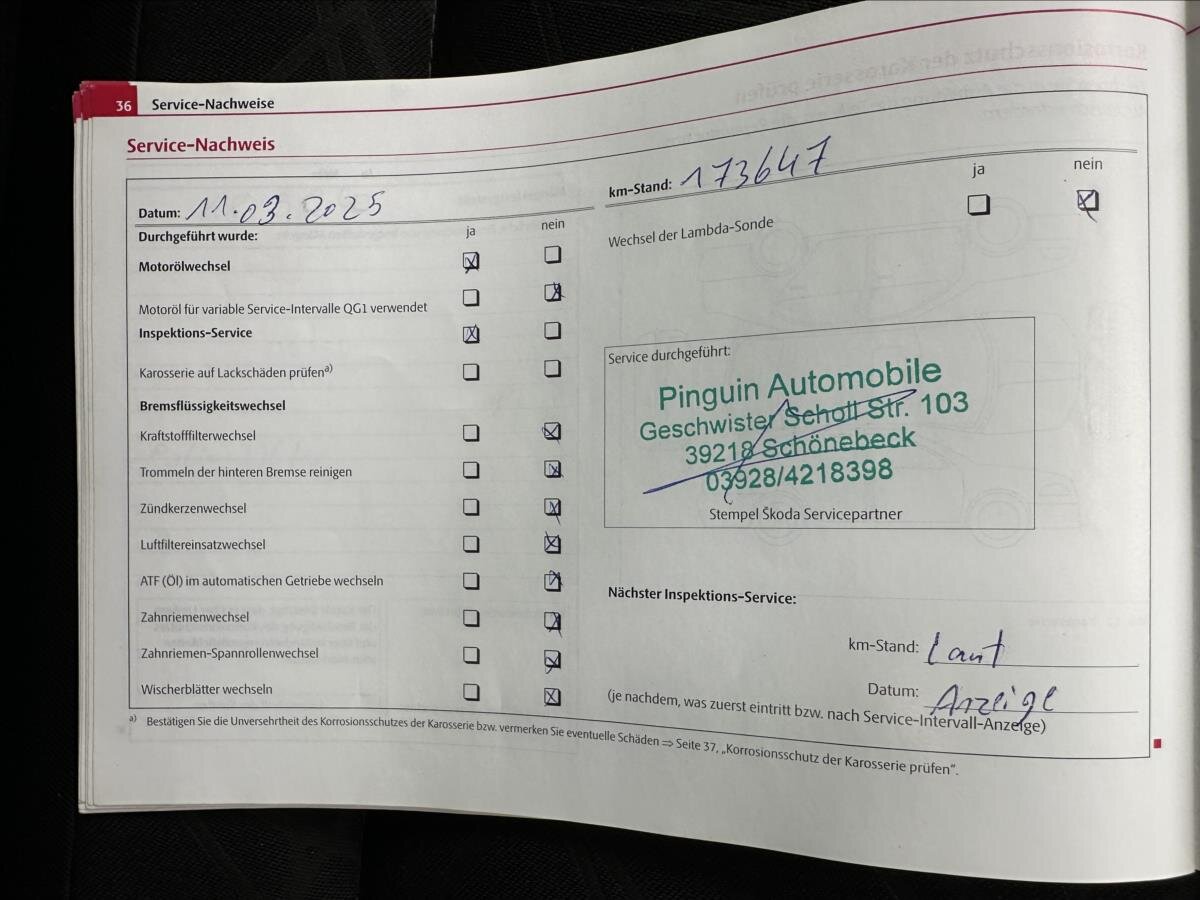 36 Service-Nachweise
Service-Nachweis
Datum: 11.03.2025
km-Stand: 173647
Durchgeführt wurde: ja nein
ja nein
Motorölwechsel
Wechsel der Lambda-Sonde
Motoröl für variable Service-Intervalle QG1 verwendet
Inspektions-Service
Karosserie auf Lackschäden prüfen a)
Bremsflüssigkeitswechsel
Kraftstofffilterwechsel
Trommeln der hinteren Bremse reinigen
Zündkerzenwechsel
Luftfiltereinsatzwechsel
ATF (Öl) im automatischen Getriebe wechseln
Zahnriemenwechsel
Zahnriemen-Spannrollenwechsel
Wischerblätter wechseln
Service durchgeführt:
Pinguin Automobile
Geschwister Scholl Str. 103
39218 Schönebeck
03928/4218398
Stempel Škoda Servicepartner
Nächster Inspektions-Service:
km-Stand: Laut
Datum: Anzeige
(je nachdem, was zuerst eintritt bzw. nach Service-Intervall-Anzelge)
a) Bestätigen Sie die Unversehrtheit des Korrosionsschutzes der Karosserie bzw. vermerken Sie eventuelle Schäden ⇒ Seite 37, „Korrosionsschutz der Karosserie prüfen“.